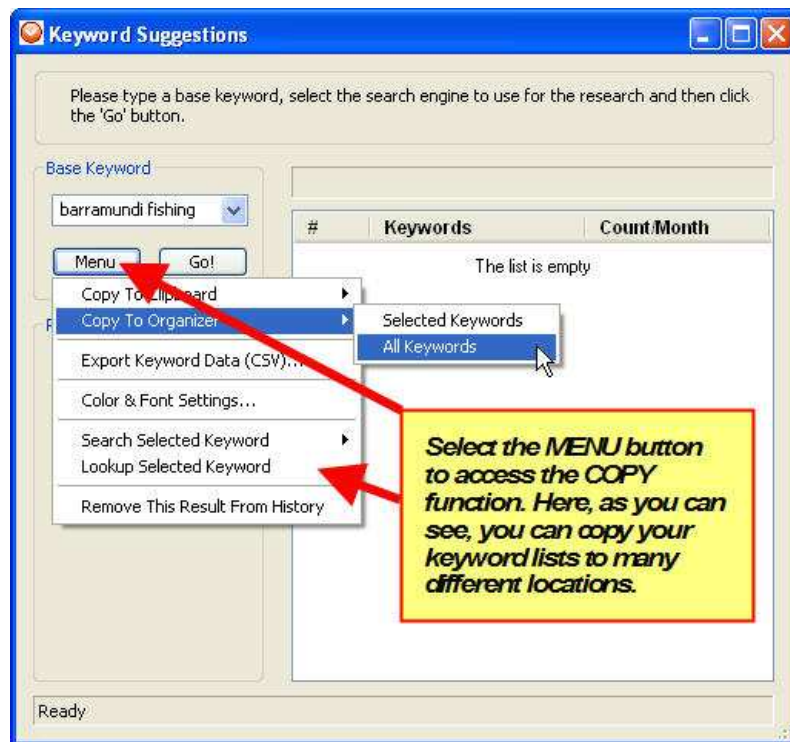 Keyword Suggestions
Please type a base keyword, select the search engine to use for the research and then click
the 'Go' button.
Base Keyword
barramundi fishing
Menu
Go!
# Keywords Count/Month
The list is empty
Copy To Clipboard
Copy To Organizer
Selected Keywords
All Keywords
Export Keyword Data (CSV)...
Color & Font Settings...
Search Selected Keyword
Lookup Selected Keyword
Remove This Result From History
Select the MENU button
to access the COPY
function. Here, as you can
see, you can copy your
keyword lists to many
different locations.
Ready